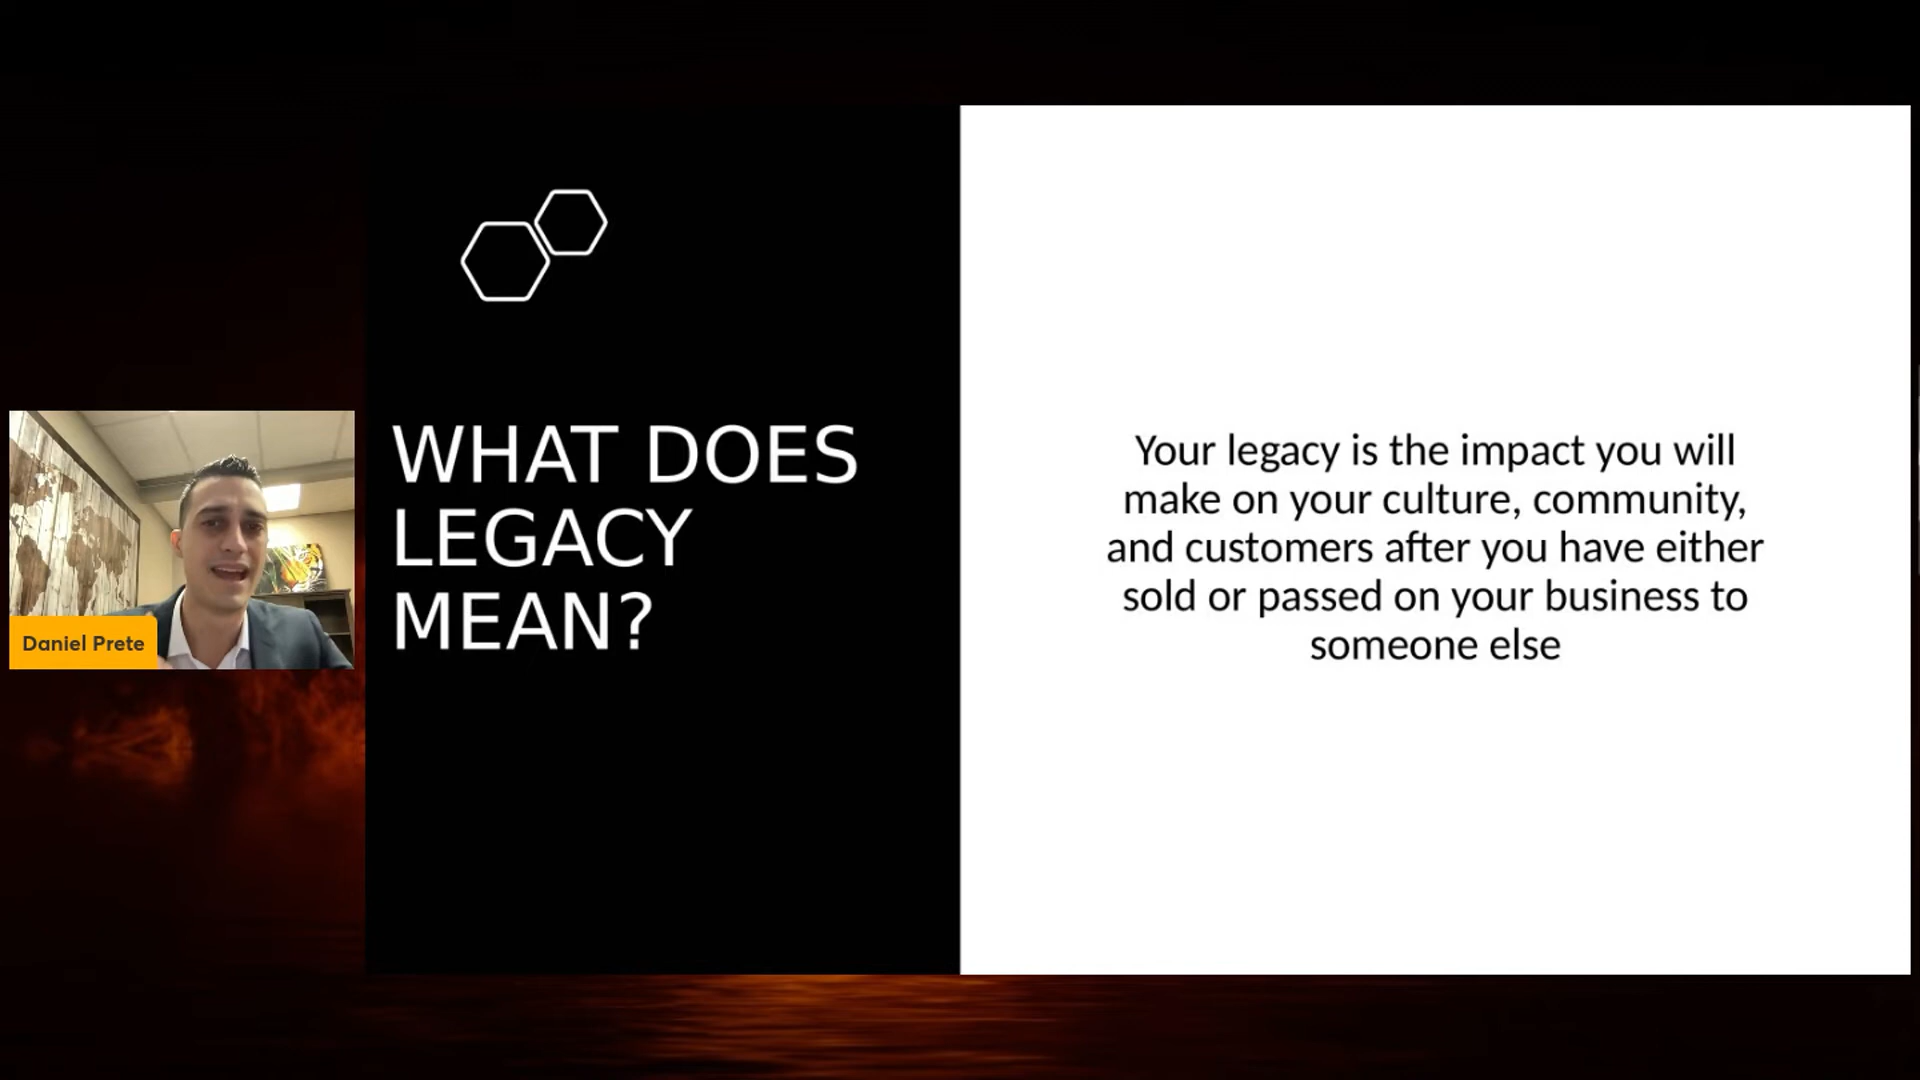 WHAT DOES
LEGACY
MEAN?
Your legacy is the impact you will
make on your culture, community,
and customers after you have either
sold or passed on your business to
someone else
Daniel Prete